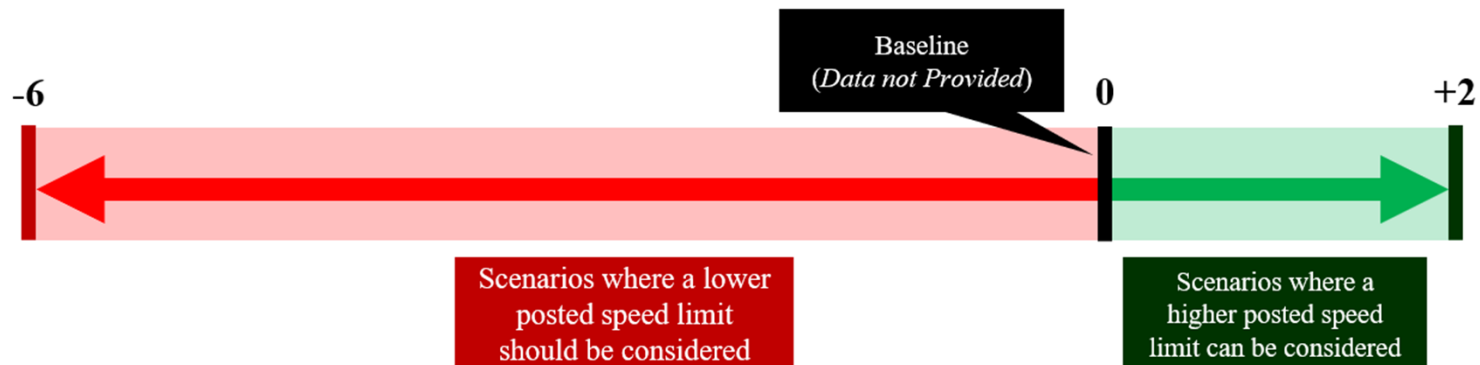 Baseline
(Data not Provided)
-6
0
+2
Scenarios where a lower
posted speed limit
should be considered
Scenarios where a
higher posted speed
limit can be considered